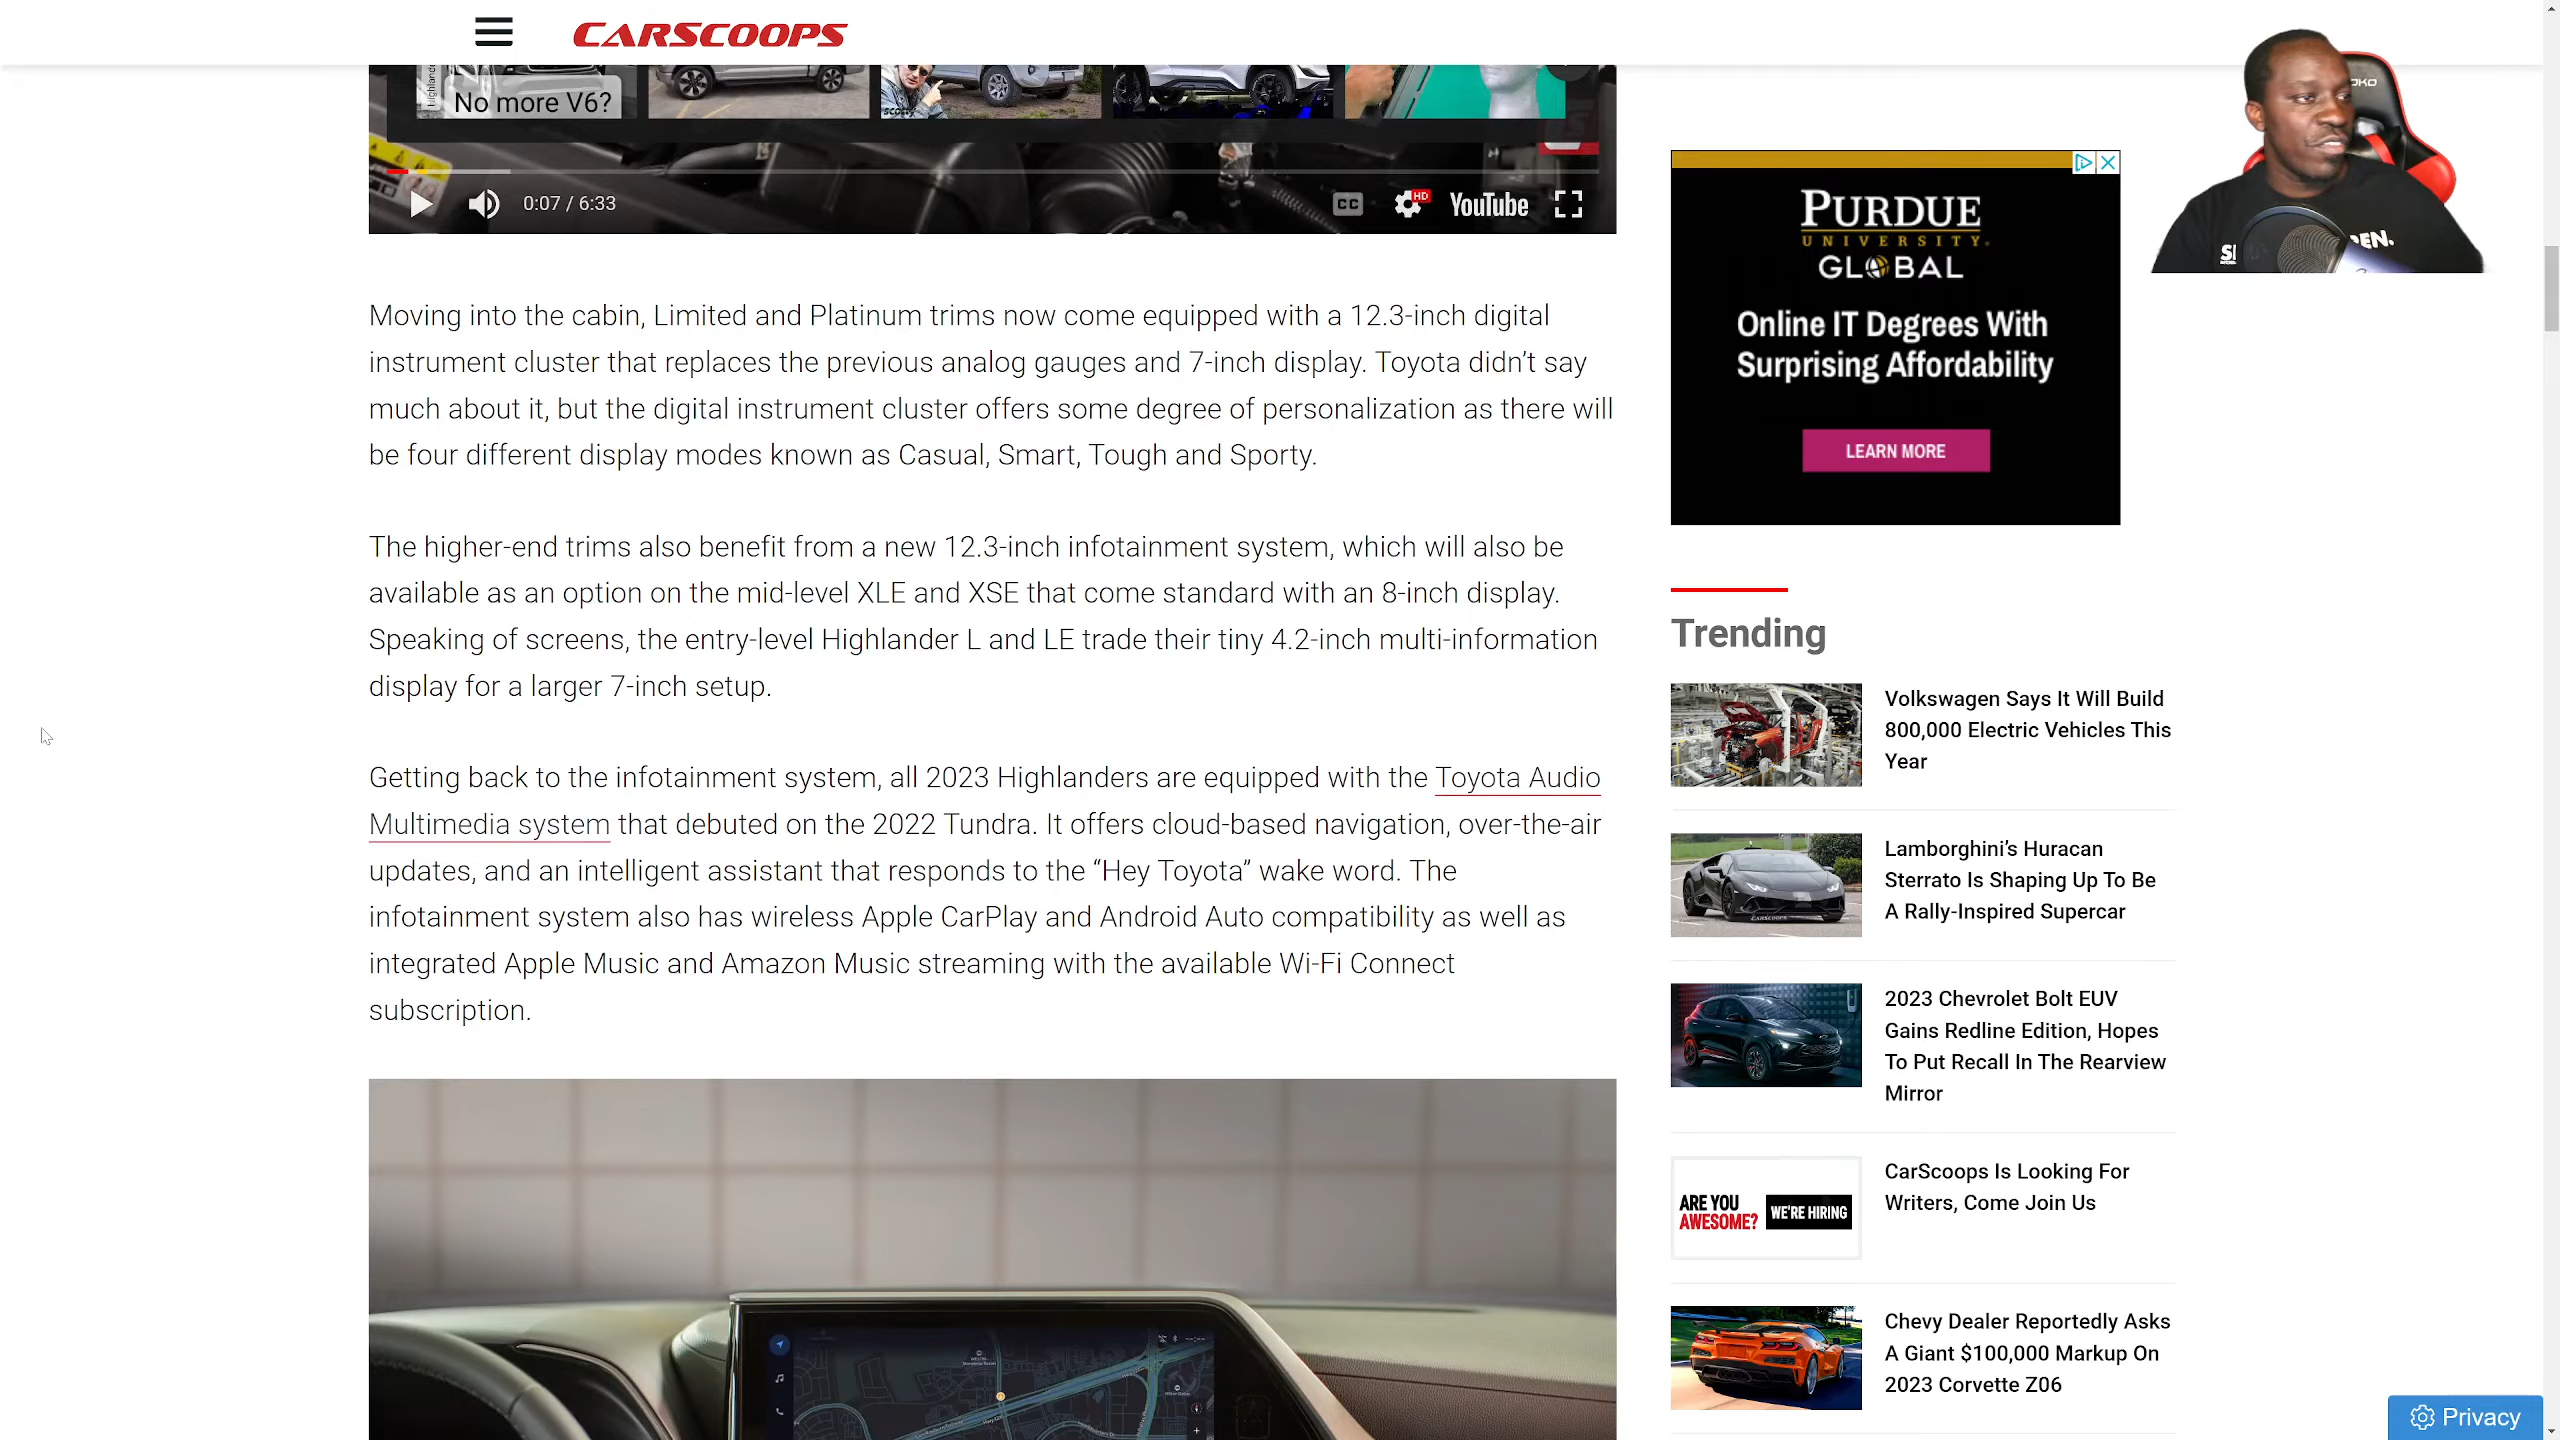 CARSCOOPS
Highlande
No more V6?
0:07 / 6:33
CC
HD
YouTube
Moving into the cabin, Limited and Platinum trims now come equipped with a 12.3-inch digital
instrument cluster that replaces the previous analog gauges and 7-inch display. Toyota didn’t say
much about it, but the digital instrument cluster offers some degree of personalization as there will
be four different display modes known as Casual, Smart, Tough and Sporty.
The higher-end trims also benefit from a new 12.3-inch infotainment system, which will also be
available as an option on the mid-level XLE and XSE that come standard with an 8-inch display.
Speaking of screens, the entry-level Highlander L and LE trade their tiny 4.2-inch multi-information
display for a larger 7-inch setup.
Getting back to the infotainment system, all 2023 Highlanders are equipped with the Toyota Audio
Multimedia system that debuted on the 2022 Tundra. It offers cloud-based navigation, over-the-air
updates, and an intelligent assistant that responds to the “Hey Toyota” wake word. The
infotainment system also has wireless Apple CarPlay and Android Auto compatibility as well as
integrated Apple Music and Amazon Music streaming with the available Wi-Fi Connect
subscription.
PURDUE
UNIVERSITY
GLOBAL
Online IT Degrees With
Surprising Affordability
LEARN MORE
Trending
Volkswagen Says It Will Build
800,000 Electric Vehicles This
Year
Lamborghini’s Huracan
Sterrato Is Shaping Up To Be
A Rally-Inspired Supercar
CARSCOOPS
2023 Chevrolet Bolt EUV
Gains Redline Edition, Hopes
To Put Recall In The Rearview
Mirror
ARE YOU
AWESOME?
WE'RE HIRING
CarScoops Is Looking For
Writers, Come Join Us
Chevy Dealer Reportedly Asks
A Giant $100,000 Markup On
2023 Corvette Z06
Privacy